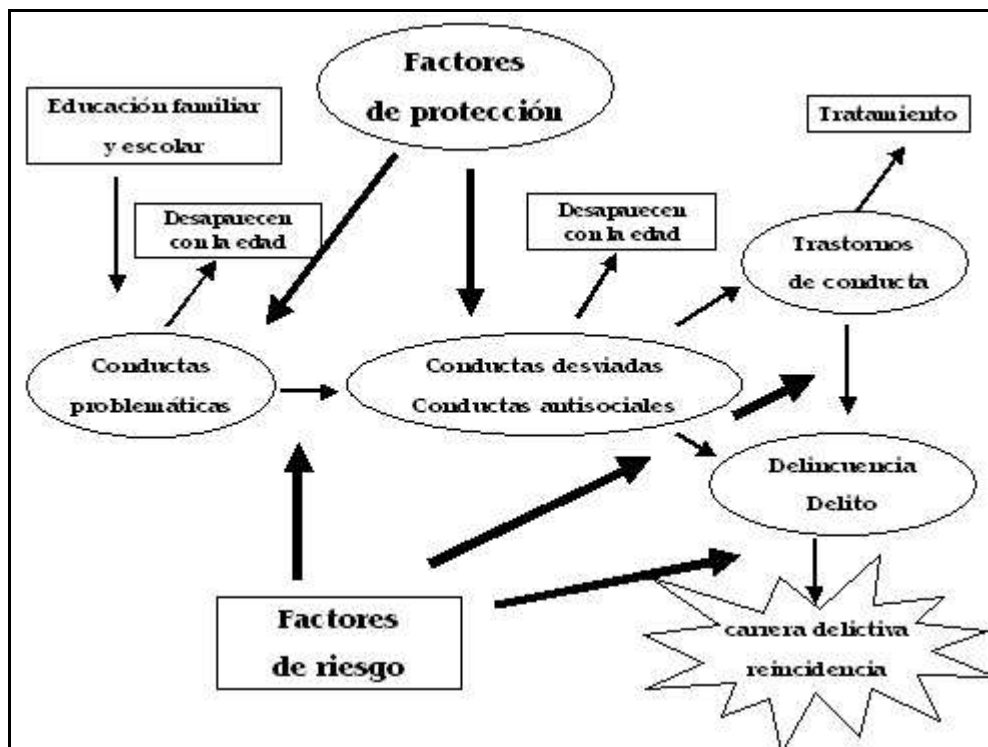 Factores
de protección
Educación familiar
y escolar
Tratamiento
Desaparecen
con la edad
Desaparecen
con la edad
Trastornos
de conducta
Conductas
problemáticas
Conductas desviadas
Conductas antisociales
Delincuencia
Delito
Factores
de riesgo
carrera delictiva
reincidencia